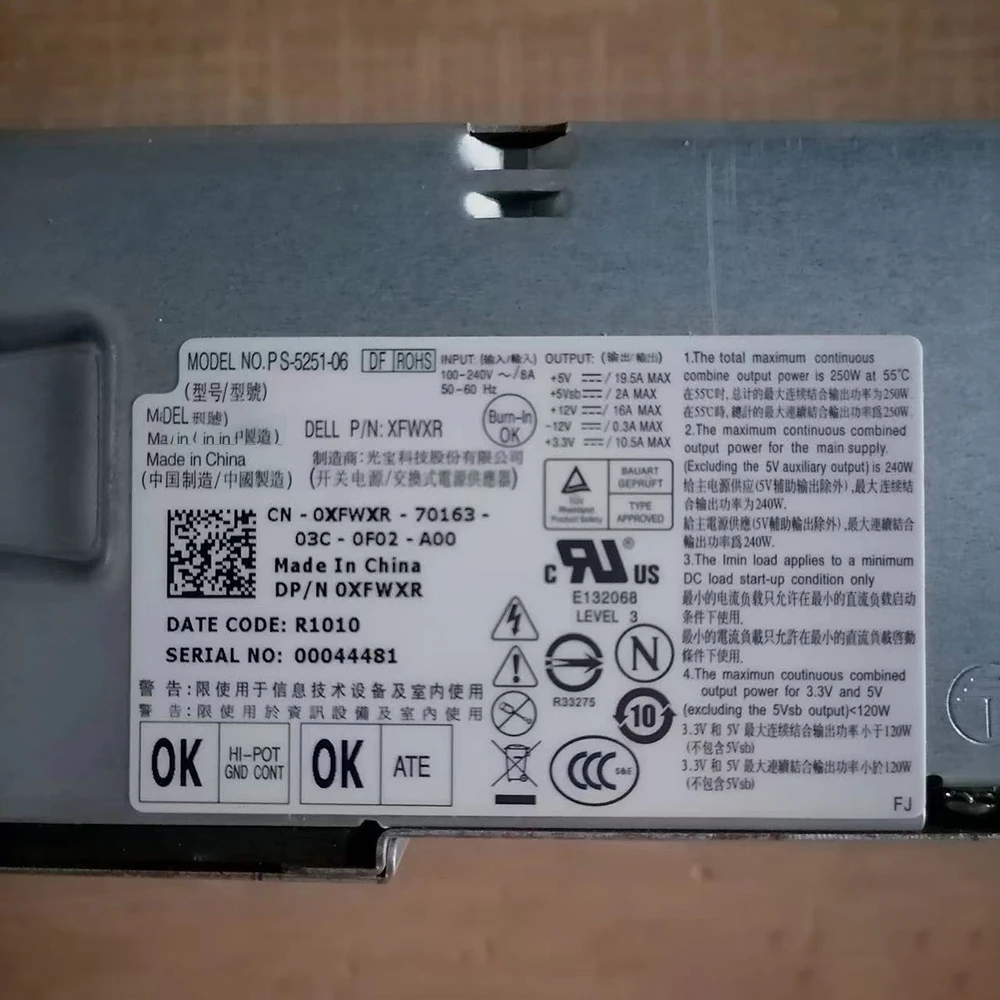 MODEL NO.PS-5251-06 DF ROHS
(型号/型號)
Made in China
(中国制造/中國製造)
DELL P/N: XFWXR
制造商:光宝科技股份有限公司
(开关电源/交换式電源供應器)
INPUT: (输入/輸入)
100-240V ～/6A
50-60 Hz
Burn-In
OK
OUTPUT: (输出/輸出)
+5V / 19.5A MAX
+5Vsb / 2A MAX
+12V / 16A MAX
-12V / 0.3A MAX
+3.3V / 10.5A MAX
TÜV
Rheinland
Product Safety
BAUART
GEPRUFT
TYPE
APPROVED
CN - 0XFWXR - 70163 -
03C - 0F02 - A00
Made In China
DP/N 0XFWXR
DATE CODE: R1010
SERIAL NO: 00044481
C RU ® US
E132068
LEVEL 3
R33275
N
10
CCC S&E
警 告:限使用于信息技术设备及室内使用
警 告:限使用於資訊設備及室內使用
OK HI-POT
GND CONT
OK ATE
1.The total maximum continuous
combine output power is 250W at 55℃
在55℃时,总计的最大连续结合输出功率为250W.
在55℃時,總計的最大連續結合輸出功率爲250W.
2.The maximum continuous combined
output power for the main supply.
(Excluding the 5V auxiliary output) is 240W
给主电源供应(5V辅助输出除外),最大连续结
合输出功率为240W.
給主電源供應(5V輔助輸出除外),最大連續結合
輸出功率爲240W.
3.The Imin load applies to a minimum
DC load start-up condition only
最小的电流负载只允许在最小的直流负载启动
条件下使用.
最小的電流負載只允許在最小的直流負載啓動
條件下使用.
4.The maximun coutinuous combined
output power for 3.3V and 5V
(excluding the 5Vsb output)<120W
3.3V 和 5V 最大连续结合输出功率小于120W
(不包含5Vsb)
3.3V 和 5V 最大連續結合輸出功率小於120W
(不包含5Vsb)
FJ